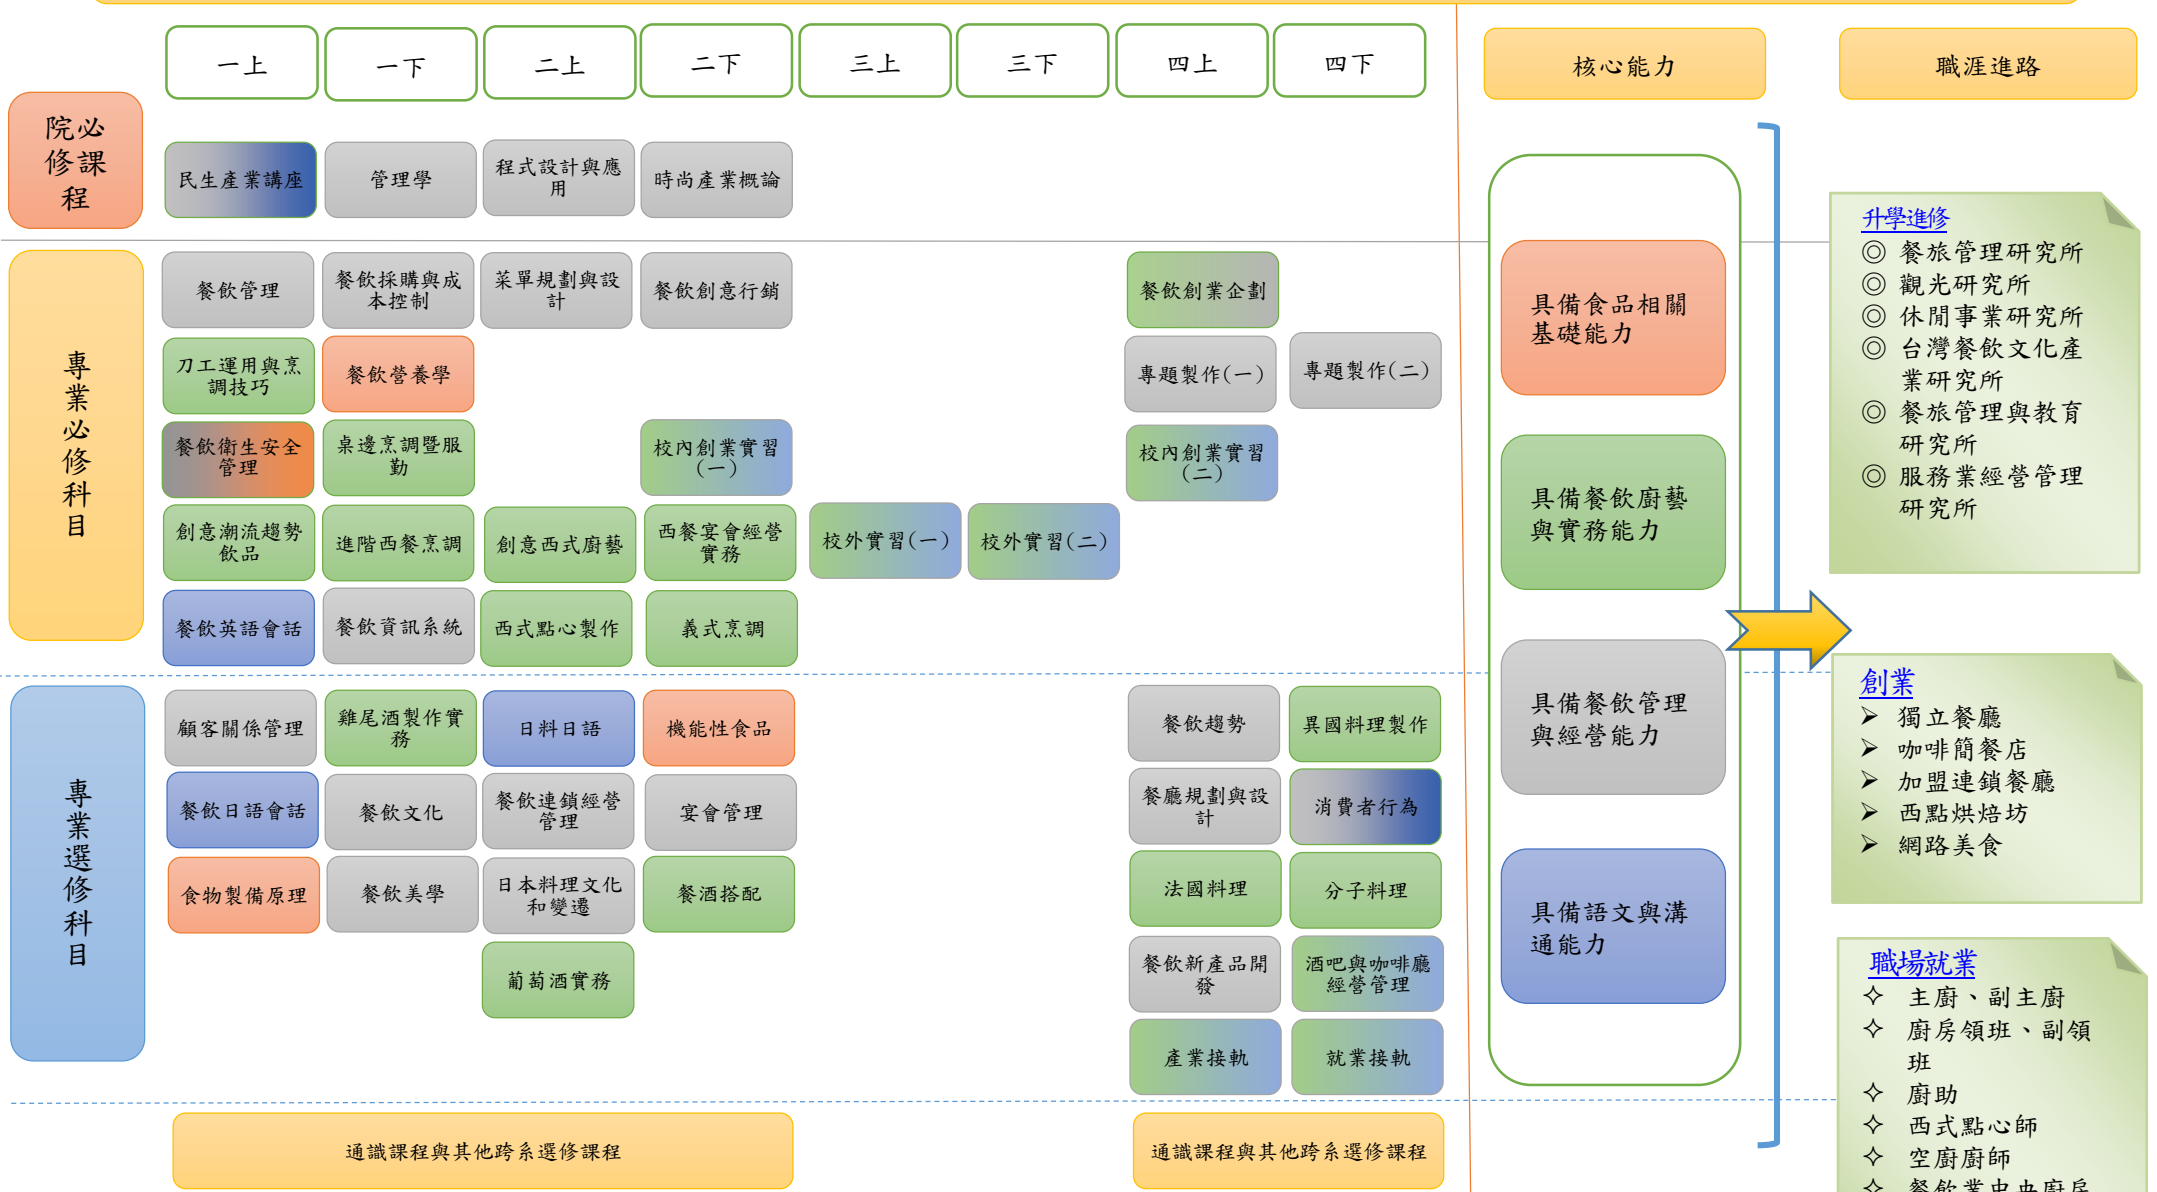 一上
一下
二上
二下
三上
三下
四上
四下
核心能力
職涯進路
院必
修課
程
民生產業講座
管理學
程式設計與應
用
時尚產業概論
專業必修科目
餐飲管理
餐飲採購與成
本控制
菜單規劃與設
計
餐飲創意行銷
餐飲創業企劃
刀工運用與烹
調技巧
餐飲營養學
專題製作(一)
專題製作(二)
餐飲衛生安全
管理
桌邊烹調暨服
勤
校內創業實習
(一)
校內創業實習
(二)
創意潮流趨勢
飲品
進階西餐烹調
創意西式廚藝
西餐宴會經營
實務
校外實習(一)
校外實習(二)
餐飲英語會話
餐飲資訊系統
西式點心製作
義式烹調
專業選修科目
顧客關係管理
雞尾酒製作實
務
日料日語
機能性食品
餐飲趨勢
異國料理製作
餐飲日語會話
餐飲文化
餐飲連鎖經營
管理
宴會管理
餐廳規劃與設
計
消費者行為
食物製備原理
餐飲美學
日本料理文化
和變遷
餐酒搭配
法國料理
分子料理
葡萄酒實務
餐飲新產品開
發
酒吧與咖啡廳
經營管理
產業接軌
就業接軌
通識課程與其他跨系選修課程
通識課程與其他跨系選修課程
具備食品相關
基礎能力
具備餐飲廚藝
與實務能力
具備餐飲管理
與經營能力
具備語文與溝
通能力
升學進修
◎ 餐旅管理研究所
◎ 觀光研究所
◎ 休閒事業研究所
◎ 台灣餐飲文化產
業研究所
◎ 餐旅管理與教育
研究所
◎ 服務業經營管理
研究所
創業
➢ 獨立餐廳
➢ 咖啡簡餐店
➢ 加盟連鎖餐廳
➢ 西點烘焙坊
➢ 網路美食
職場就業
✧ 主廚、副主廚
✧ 廚房領班、副領
班
✧ 廚助
✧ 西式點心師
✧ 空廚廚師
✧ 餐飲業中央廚房